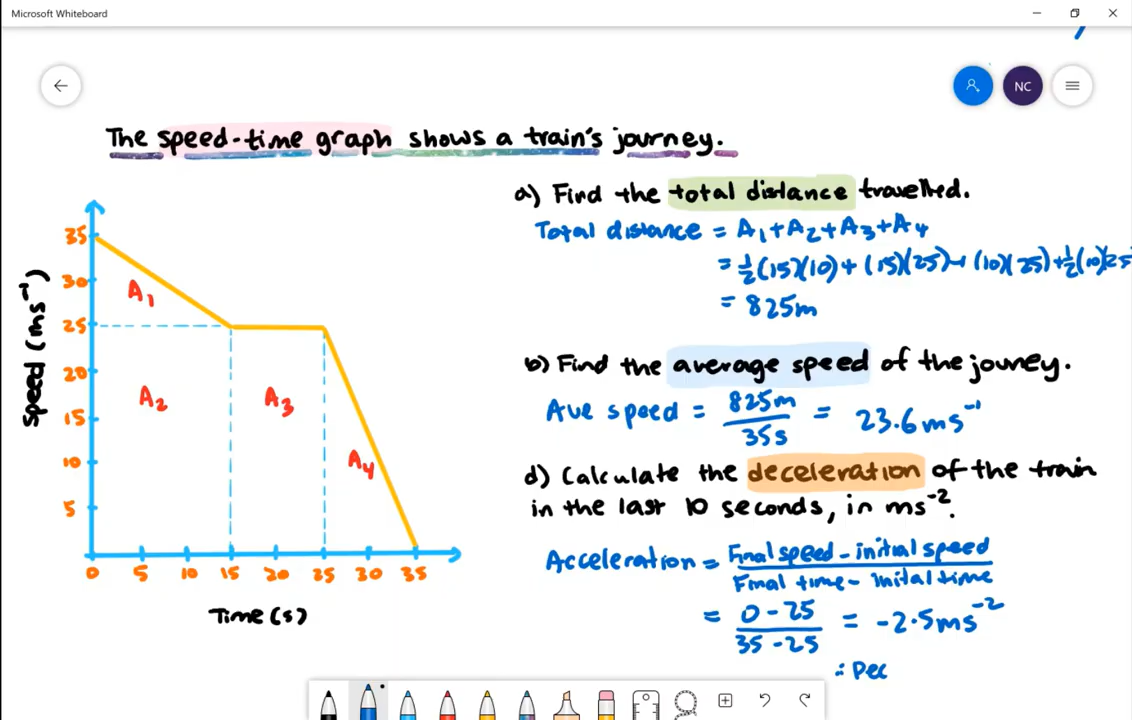 Microsoft Whiteboard
NC
The speed-time graph shows a train's journey.
a) Find the total distance travelled.
Total distance = A₁+A₂+A₃+A₄
= ½(15)(10)+(15)(25)+(10)(25)+½(10)25
= 825m
b) Find the average speed of the jouney.
Ave speed = 825m / 35s = 23.6ms⁻¹
d) Calculate the deceleration of the train
in the last 10 seconds, in ms⁻².
Acceleration = Final speed - initial speed / Final time - inital time
= 0-25 / 35-25 = -2.5ms⁻²
∴ Dec
Speed (ms⁻¹)
35
30
25
20
15
10
5
A₁
A₂
A₃
A₄
0 5 10 15 20 25 30 35
Time (s)